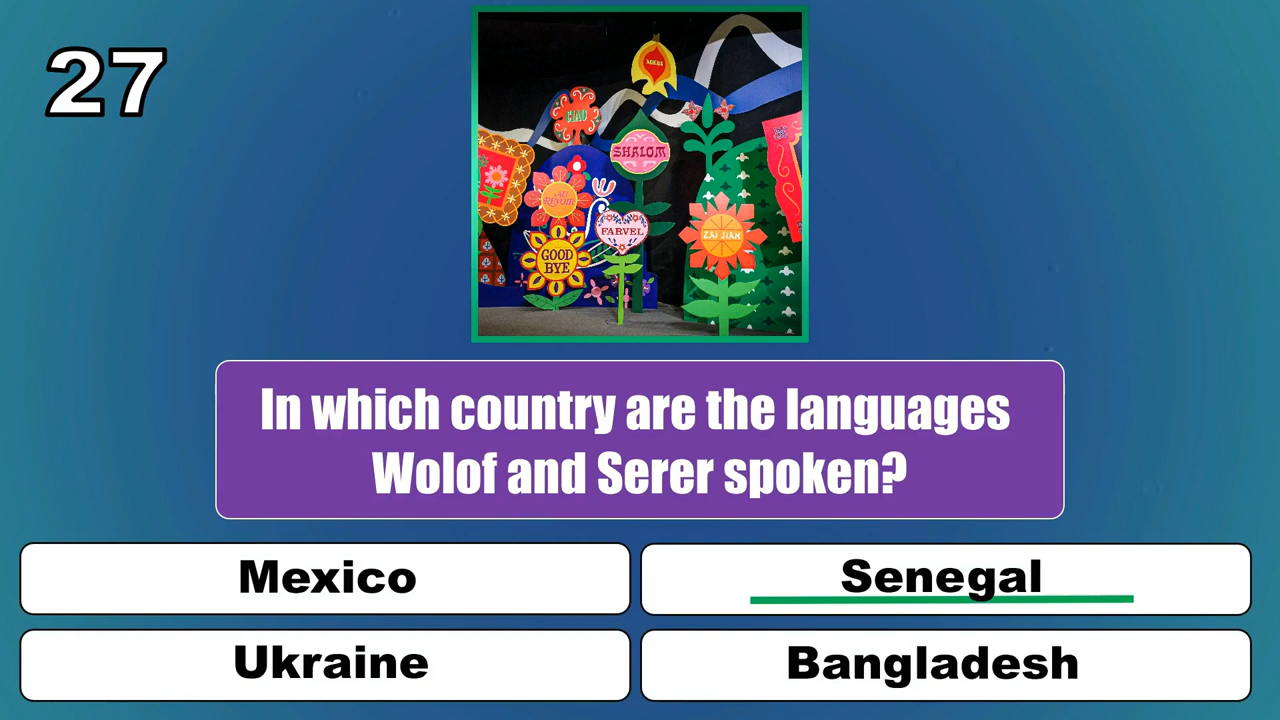 27
CIAO
SHALOM
AU
REVOIR
FARVEL
GOOD
BYE
ZAI JIAN
In which country are the languages
Wolof and Serer spoken?
Mexico
Senegal
Ukraine
Bangladesh